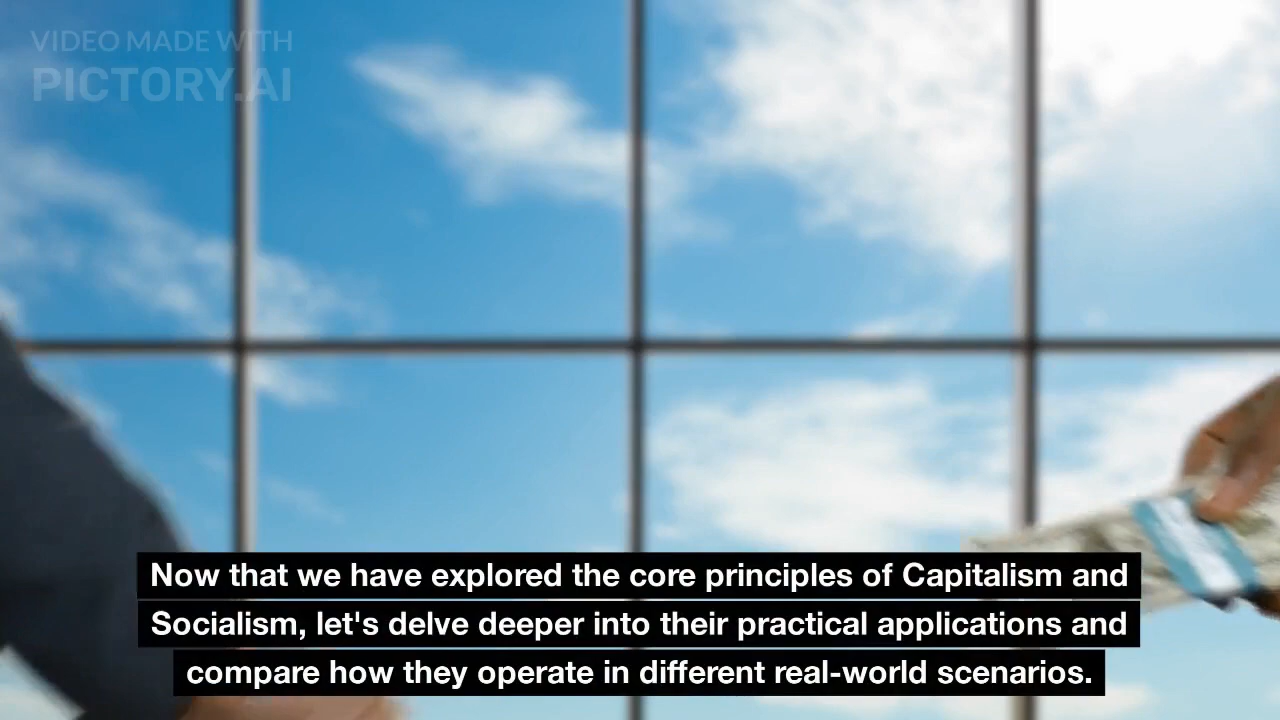 VIDEO MADE WITH
PICTORY.AI
Now that we have explored the core principles of Capitalism and
Socialism, let's delve deeper into their practical applications and
compare how they operate in different real-world scenarios.